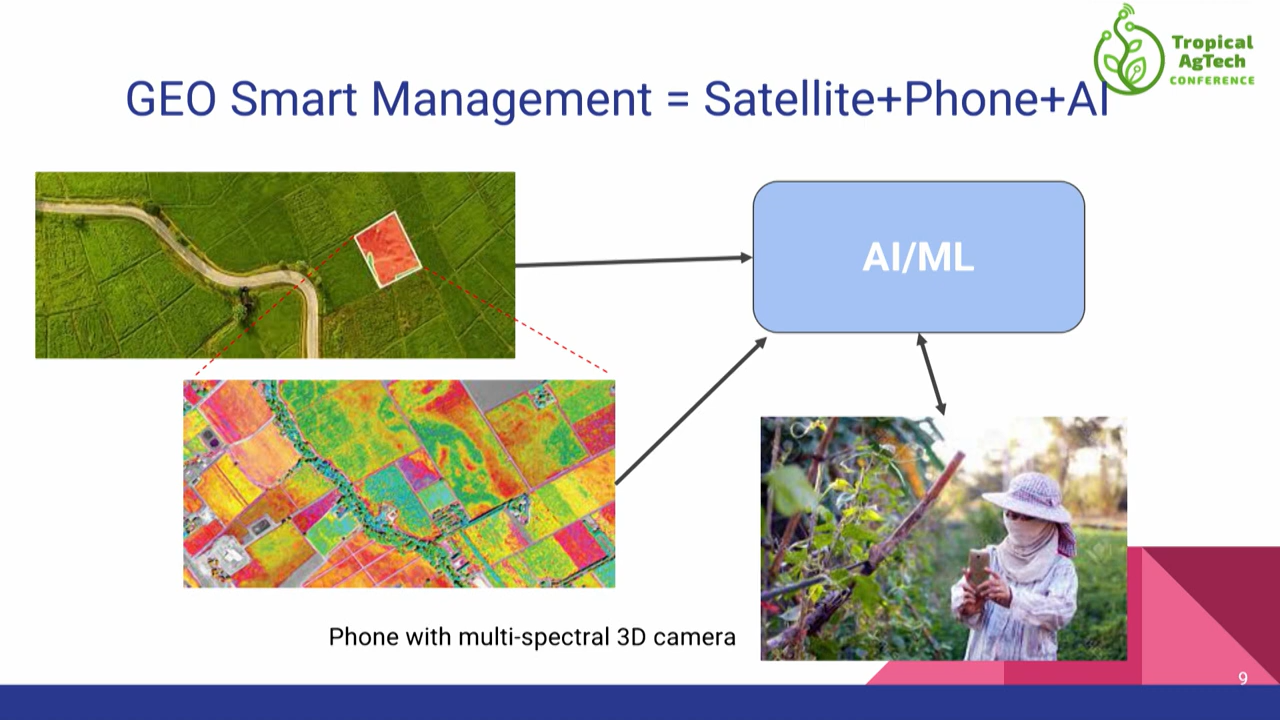 Tropical
AgTech
CONFERENCE
GEO Smart Management = Satellite+Phone+AI
AI/ML
Phone with multi-spectral 3D camera
9